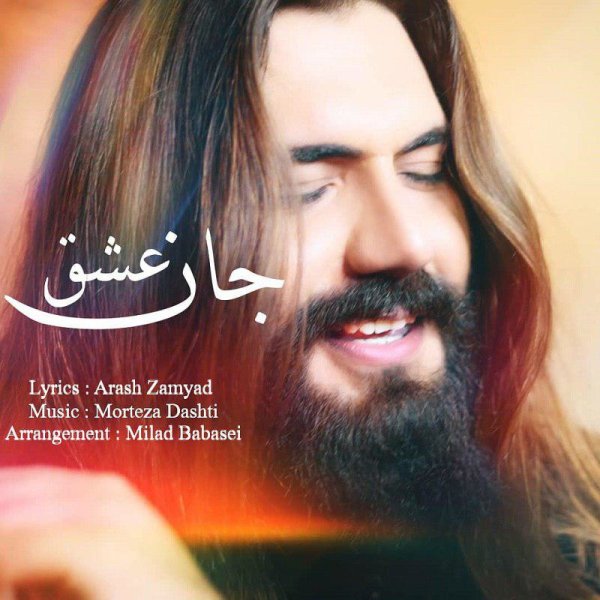 جان عشق
Lyrics : Arash Zamyad
Music : Morteza Dashti
Arrangement : Milad Babasei